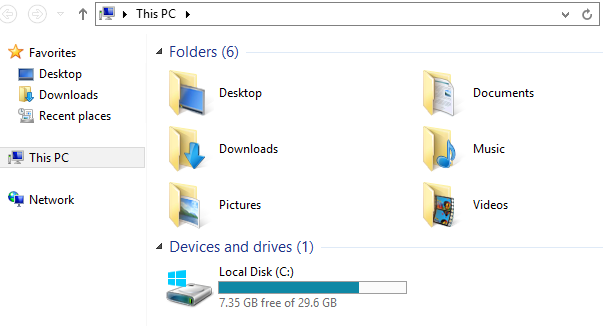 This PC
Favorites
Desktop
Downloads
Recent places
This PC
Network
Folders (6)
Desktop
Documents
Downloads
Music
Pictures
Videos
Devices and drives (1)
Local Disk (C:)
7.35 GB free of 29.6 GB